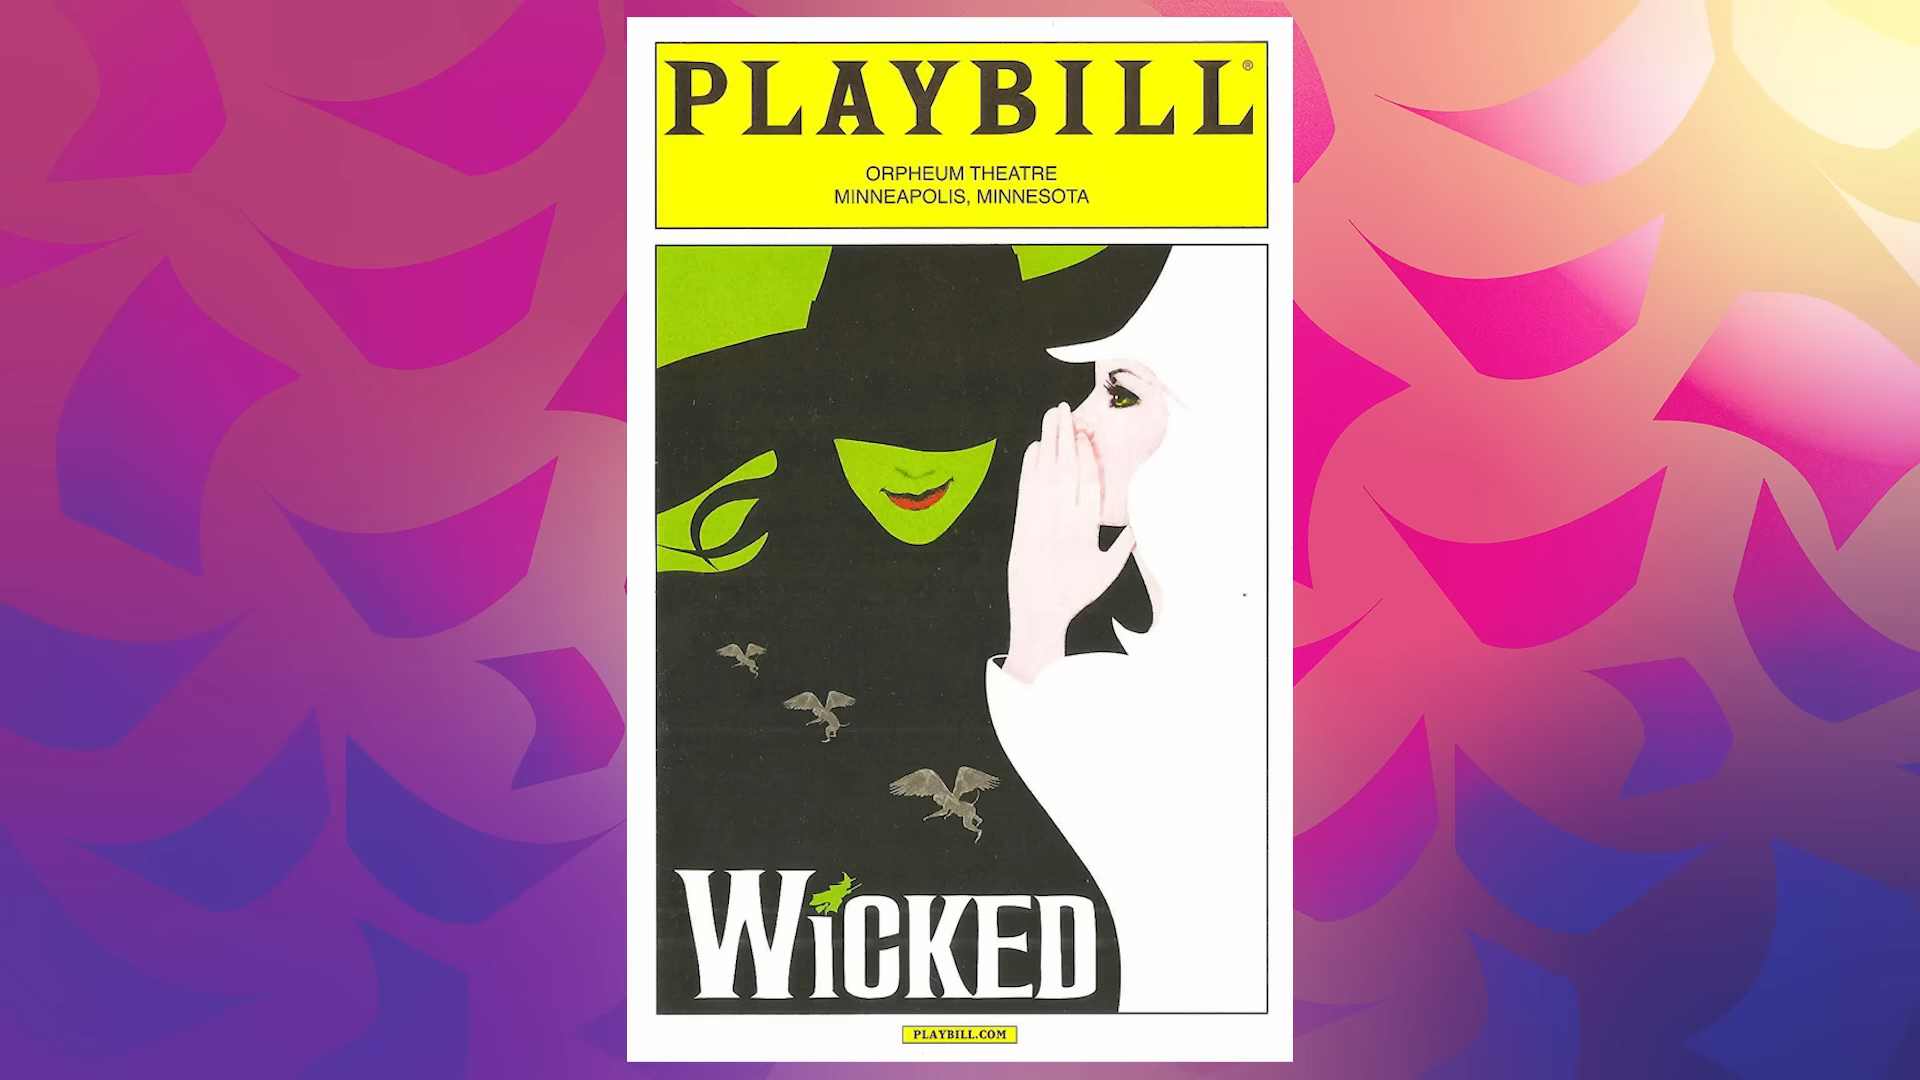 PLAYBILL®
ORPHEUM THEATRE
MINNEAPOLIS, MINNESOTA
WiCKED
PLAYBILL.COM